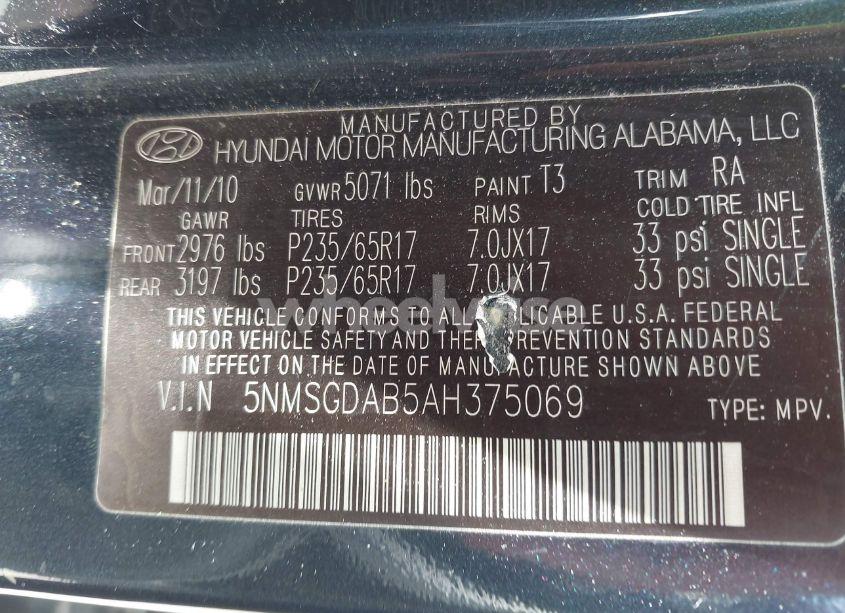 MANUFACTURED BY
HYUNDAI MOTOR MANUFACTURING ALABAMA, LLC
Mar/11/10 GVWR 5071 lbs PAINT T3 TRIM RA
GAWR TIRES RIMS COLD TIRE INFL
FRONT 2976 lbs P235/65R17 7.0JX17 33 psi SINGLE
REAR 3197 lbs P235/65R17 7.0JX17 33 psi SINGLE
THIS VEHICLE CONFORMS TO ALL PLICABLE U.S.A. FEDERAL
MOTOR VEHICLE SAFETY AND THEF PREVENTION STANDARDS
IN EFFECT ON THE DATE OF MANUFACTURE SHOWN ABOVE
V.I.N 5NMSGDAB5AH375069 TYPE: MPV.